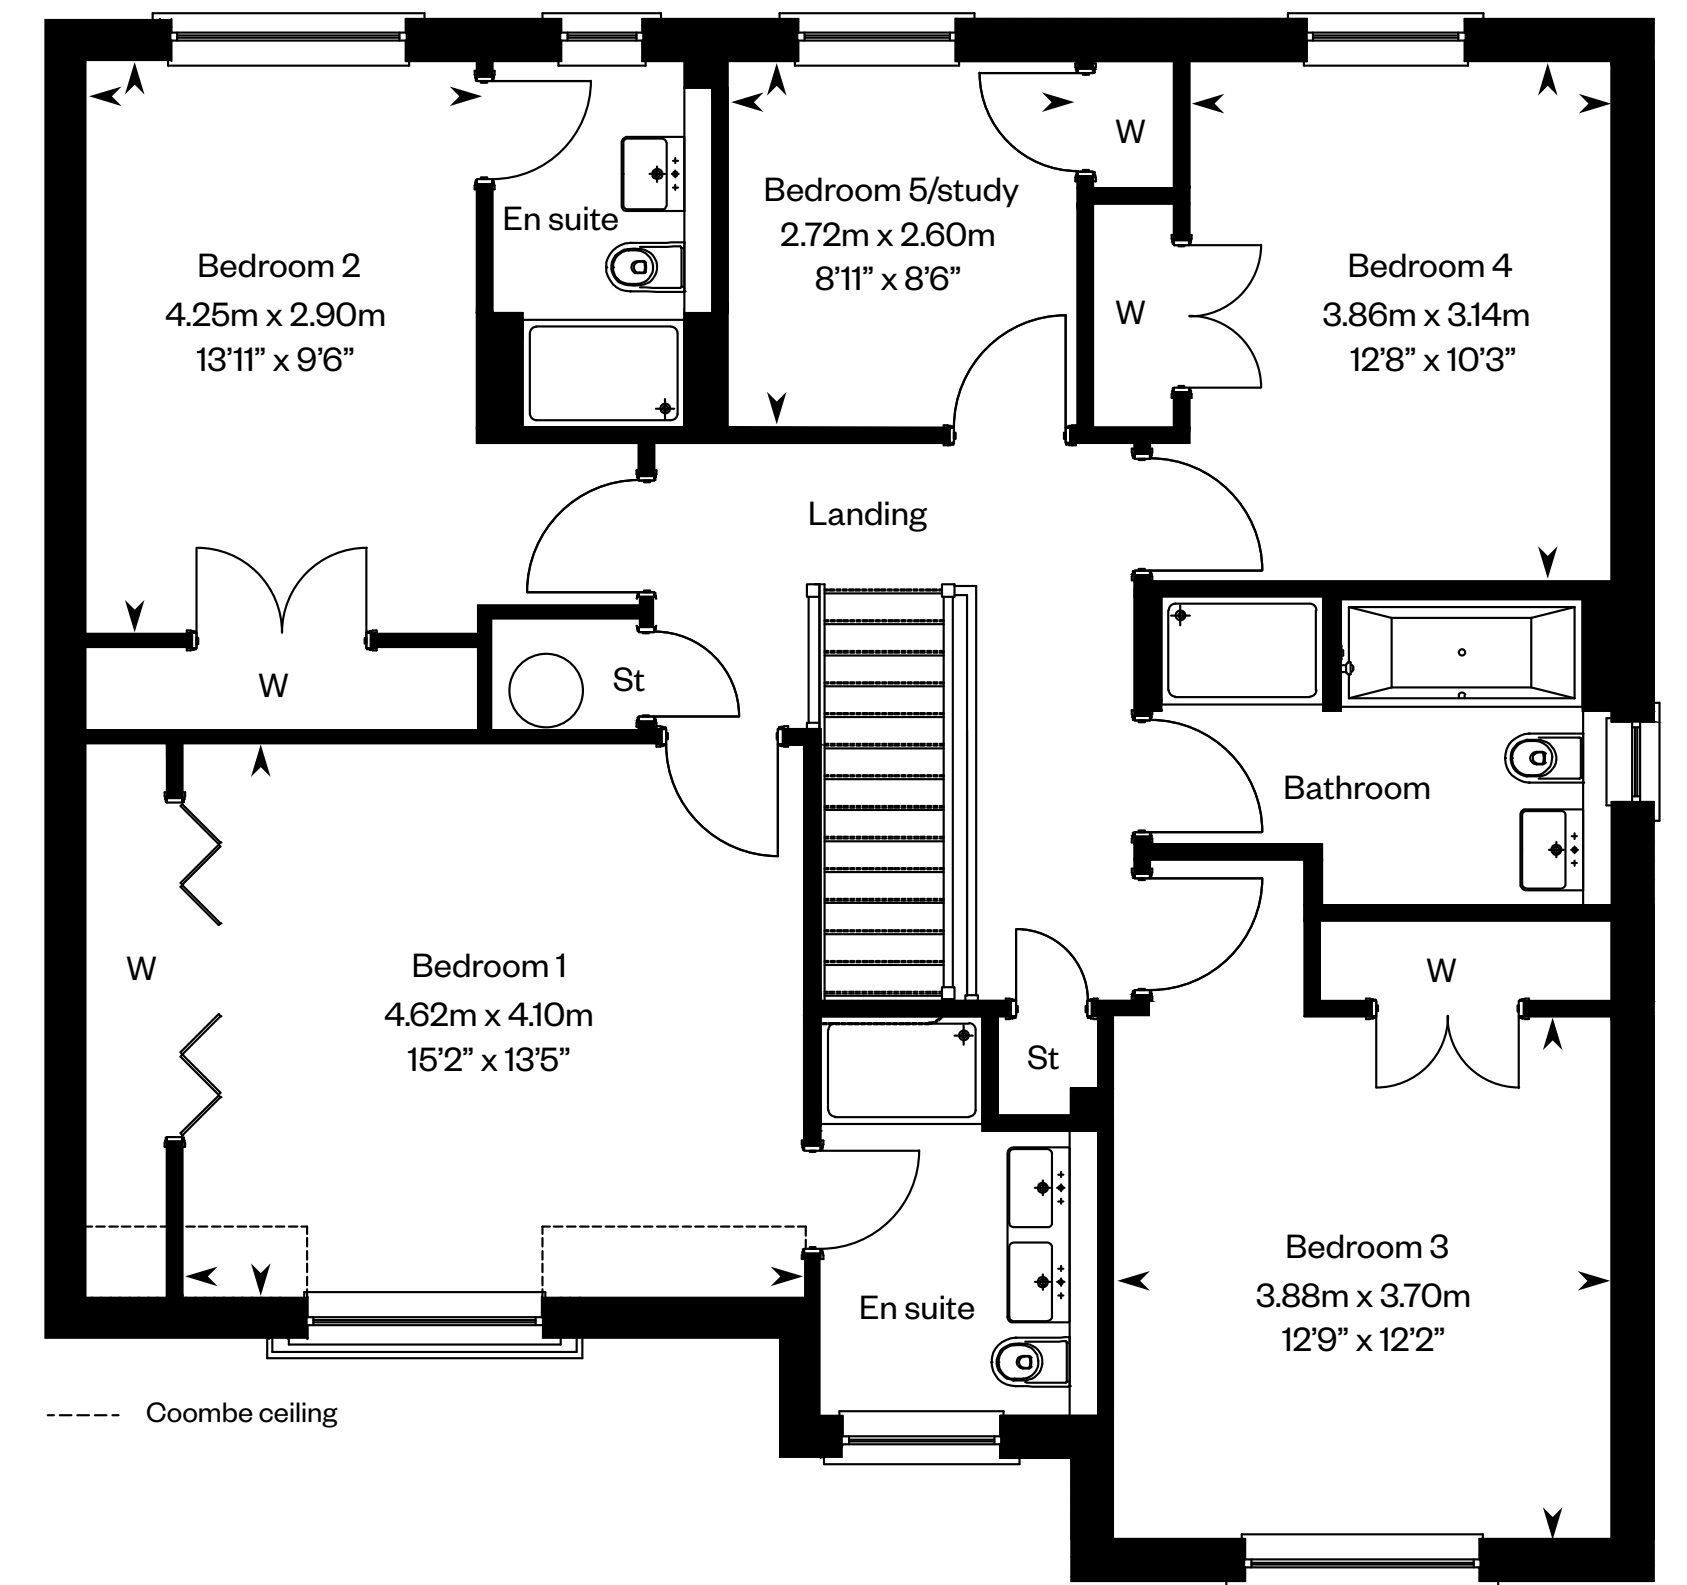 Bedroom 2
4.25m x 2.90m
13’11” x 9’6”
En suite
Bedroom 5/study
2.72m x 2.60m
8’11” x 8’6”
W
W
Bedroom 4
3.86m x 3.14m
12’8” x 10’3”
Landing
W
St
Bathroom
W
Bedroom 1
4.62m x 4.10m
15’2” x 13’5”
St
W
En suite
Bedroom 3
3.88m x 3.70m
12’9” x 12’2”
Coombe ceiling